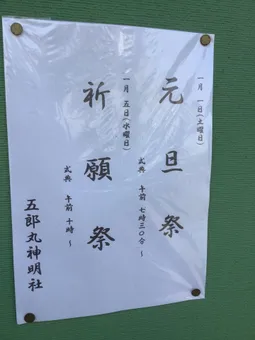 一月 一日(土曜日)
元旦祭
式典 午前 七時三〇分～
一月 五日(水曜日)
祈願祭
式典 午前 十時～
五郎丸神明社